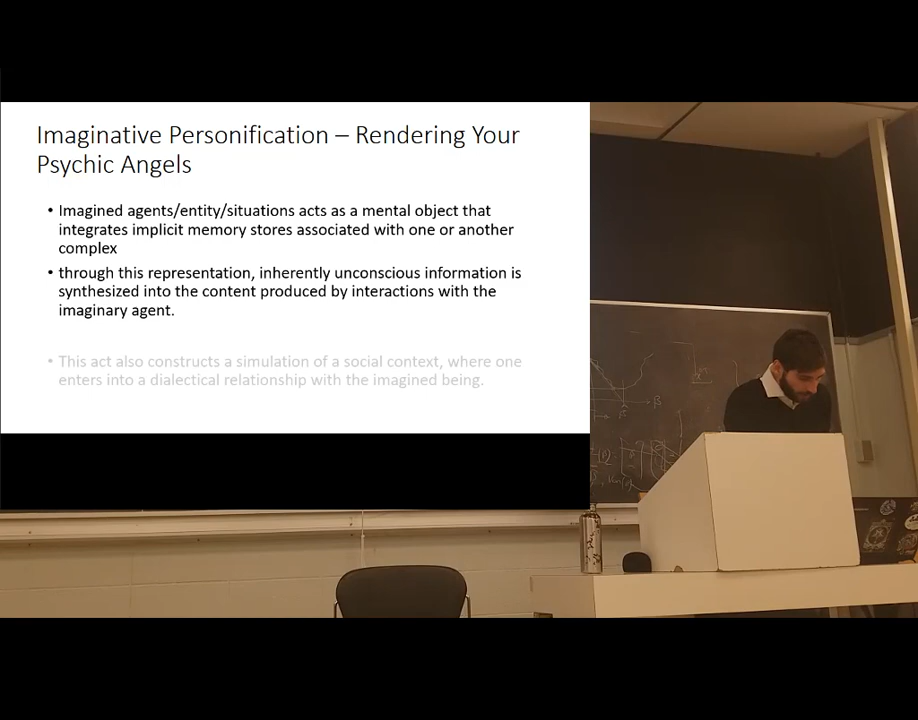 Imaginative Personification – Rendering Your
Psychic Angels
• Imagined agents/entity/situations acts as a mental object that
integrates implicit memory stores associated with one or another
complex
• through this representation, inherently unconscious information is
synthesized into the content produced by interactions with the
imaginary agent.
• This act also constructs a simulation of a social context, where one
enters into a dialectical relationship with the imagined being.
β